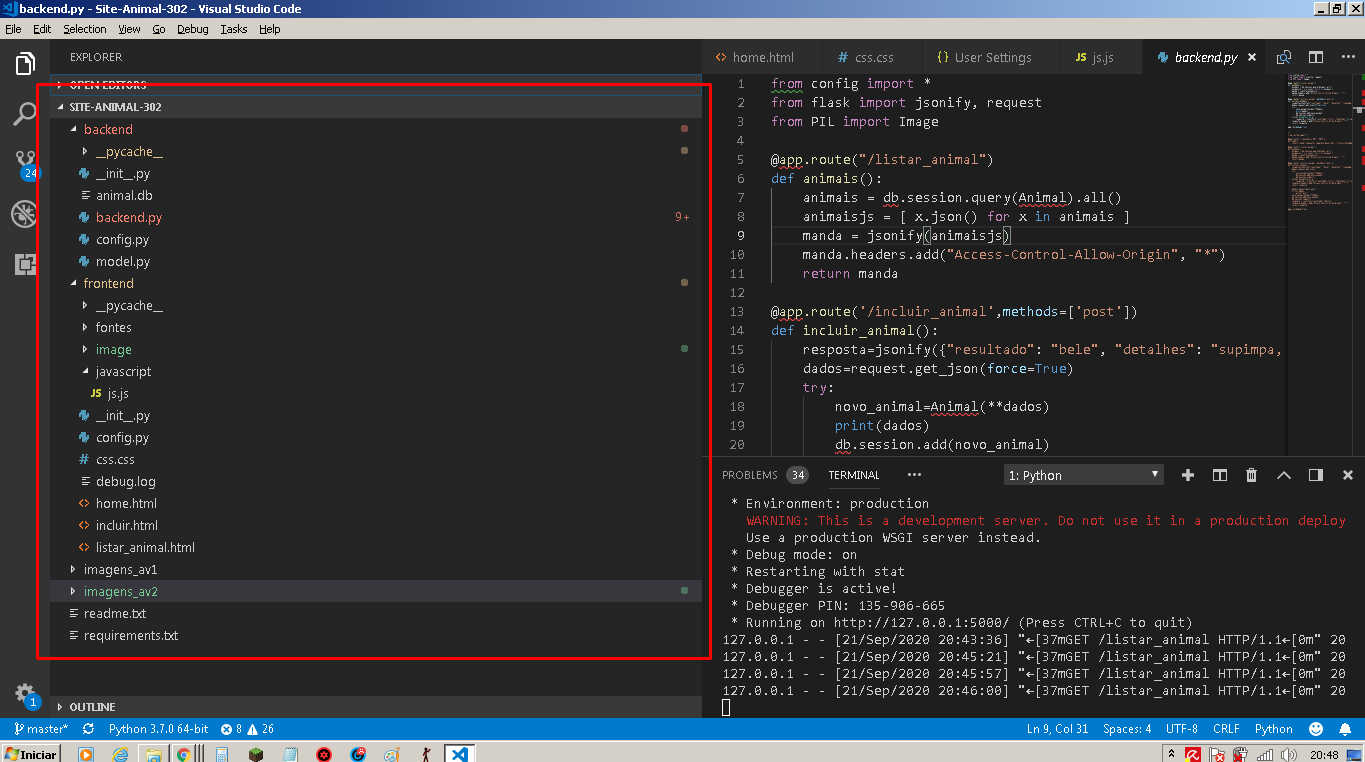 backend.py - Site-Animal-302 - Visual Studio Code
File Edit Selection View Go Debug Tasks Help
EXPLORER
OPEN EDITORS
SITE-ANIMAL-302
backend
__pycache__
__init__.py
animal.db
backend.py 9+
config.py
model.py
frontend
__pycache__
fontes
image
javascript
JS js.js
__init__.py
config.py
# css.css
debug.log
<> home.html
<> incluir.html
<> listar_animal.html
imagens_av1
imagens_av2
readme.txt
requirements.txt
OUTLINE
24
1
<> home.html # css.css {} User Settings JS js.js backend.py
1 from config import *
2 from flask import jsonify, request
3 from PIL import Image
4
5 @app.route("/listar_animal")
6 def animais():
7 animais = db.session.query(Animal).all()
8 animaisjs = [ x.json() for x in animais ]
9 manda = jsonify(animaisjs)
10 manda.headers.add("Access-Control-Allow-Origin", "*")
11 return manda
12
13 @app.route('/incluir_animal',methods=['post'])
14 def incluir_animal():
15 resposta=jsonify({"resultado": "bele", "detalhes": "supimpa,
16 dados=request.get_json(force=True)
17 try:
18 novo_animal=Animal(**dados)
19 print(dados)
20 db.session.add(novo_animal)
PROBLEMS 34 TERMINAL ••• 1: Python
* Environment: production
WARNING: This is a development server. Do not use it in a production deploy
Use a production WSGI server instead.
* Debug mode: on
* Restarting with stat
* Debugger is active!
* Debugger PIN: 135-906-665
* Running on http://127.0.0.1:5000/ (Press CTRL+C to quit)
127.0.0.1 - - [21/Sep/2020 20:43:36] "←[37mGET /listar_animal HTTP/1.1←[0m" 20
127.0.0.1 - - [21/Sep/2020 20:45:21] "←[37mGET /listar_animal HTTP/1.1←[0m" 20
127.0.0.1 - - [21/Sep/2020 20:45:57] "←[37mGET /listar_animal HTTP/1.1←[0m" 20
127.0.0.1 - - [21/Sep/2020 20:46:00] "←[37mGET /listar_animal HTTP/1.1←[0m" 20
master* Python 3.7.0 64-bit 8 26 Ln 9, Col 31 Spaces: 4 UTF-8 CRLF Python
Iniciar 20:48